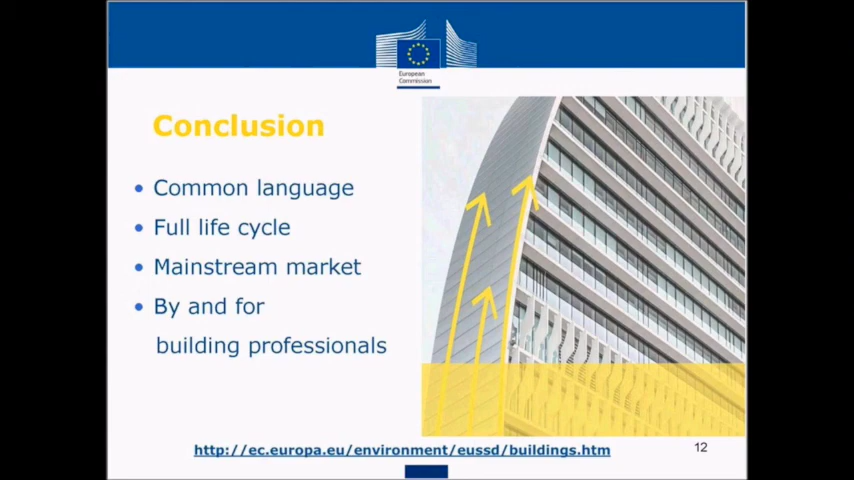 European
Commission
Conclusion
• Common language
• Full life cycle
• Mainstream market
• By and for
building professionals
http://ec.europa.eu/environment/eussd/buildings.htm
12